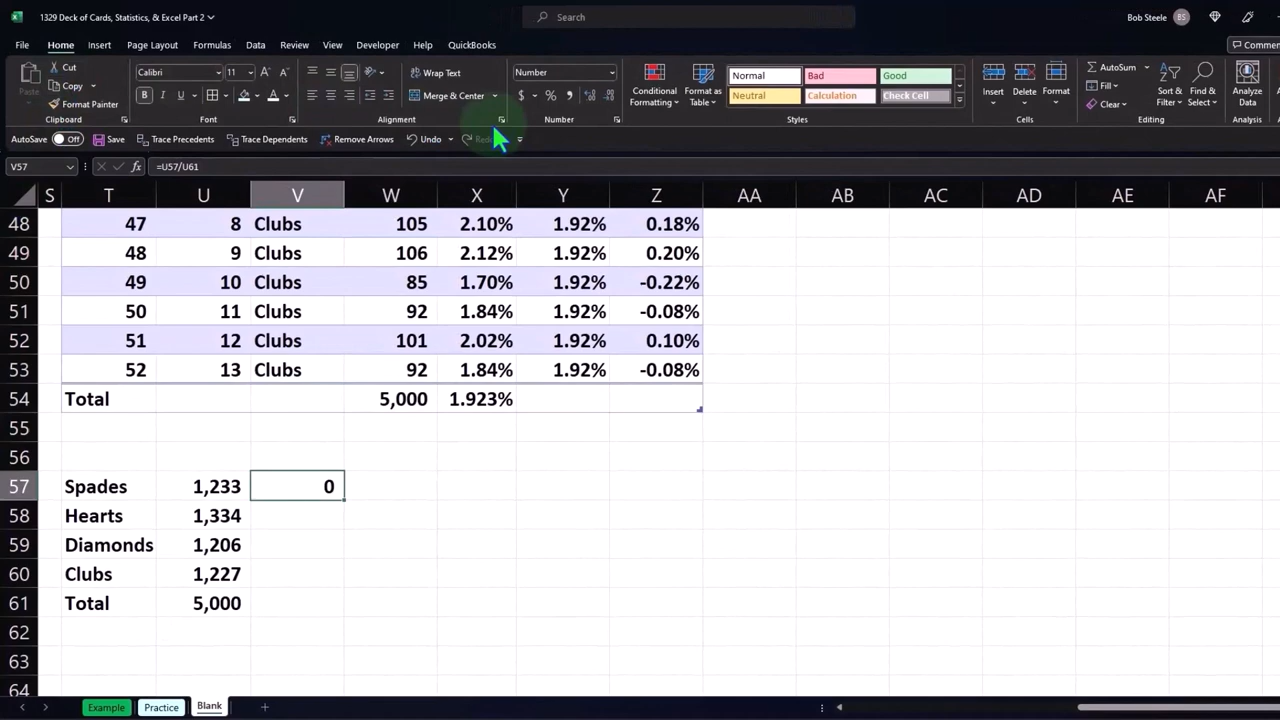 1329 Deck of Cards, Statistics, & Excel Part 2
Search
Bob Steele BS
File Home Insert Page Layout Formulas Data Review View Developer Help QuickBooks
Cut
Copy
Format Painter
Paste
Clipboard
Calibri 11
B I U
Font
Wrap Text
Merge & Center
Alignment
Number
$ %
Number
Conditional Formatting
Format as Table
Normal Bad Good
Neutral Calculation Check Cell
Styles
Insert Delete Format
Cells
AutoSum
Fill
Clear
Sort & Filter
Find & Select
Editing
Analyze Data
Analysis
AutoSave Off Save Trace Precedents Trace Dependents Remove Arrows Undo
V57 fx =U57/U61
S T U V W X Y Z AA AB AC AD AE AF
48 47 8 Clubs 105 2.10% 1.92% 0.18%
49 48 9 Clubs 106 2.12% 1.92% 0.20%
50 49 10 Clubs 85 1.70% 1.92% -0.22%
51 50 11 Clubs 92 1.84% 1.92% -0.08%
52 51 12 Clubs 101 2.02% 1.92% 0.10%
53 52 13 Clubs 92 1.84% 1.92% -0.08%
54 Total 5,000 1.923%
55
56
57 Spades 1,233 0
58 Hearts 1,334
59 Diamonds 1,206
60 Clubs 1,227
61 Total 5,000
62
63
64
Example Practice Blank